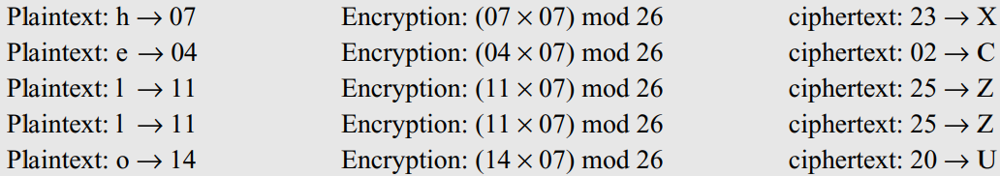 Plaintext: h → 07 Encryption: (07 × 07) mod 26 ciphertext: 23 → X
Plaintext: e → 04 Encryption: (04 × 07) mod 26 ciphertext: 02 → C
Plaintext: l → 11 Encryption: (11 × 07) mod 26 ciphertext: 25 → Z
Plaintext: l → 11 Encryption: (11 × 07) mod 26 ciphertext: 25 → Z
Plaintext: o → 14 Encryption: (14 × 07) mod 26 ciphertext: 20 → U